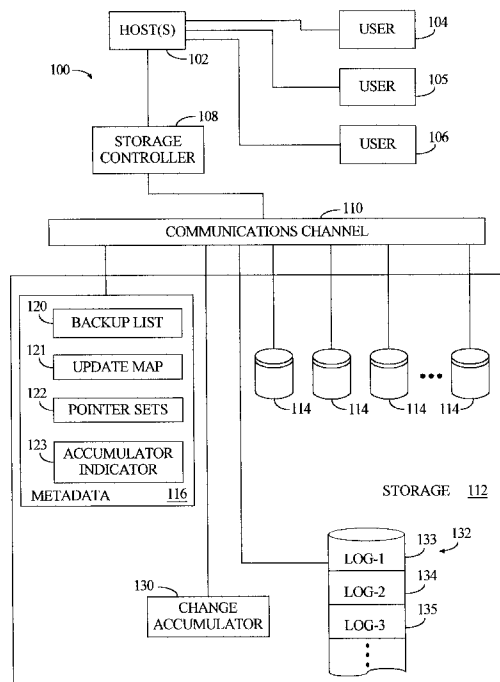 HOST(S)
102
USER
104
100
USER
105
108
STORAGE
CONTROLLER
USER
106
110
COMMUNICATIONS CHANNEL
120
BACKUP LIST
121
UPDATE MAP
122
POINTER SETS
123
ACCUMULATOR
INDICATOR
METADATA 116
114
114
114
114
STORAGE 112
130
CHANGE
ACCUMULATOR
133
132
LOG-1
134
LOG-2
135
LOG-3